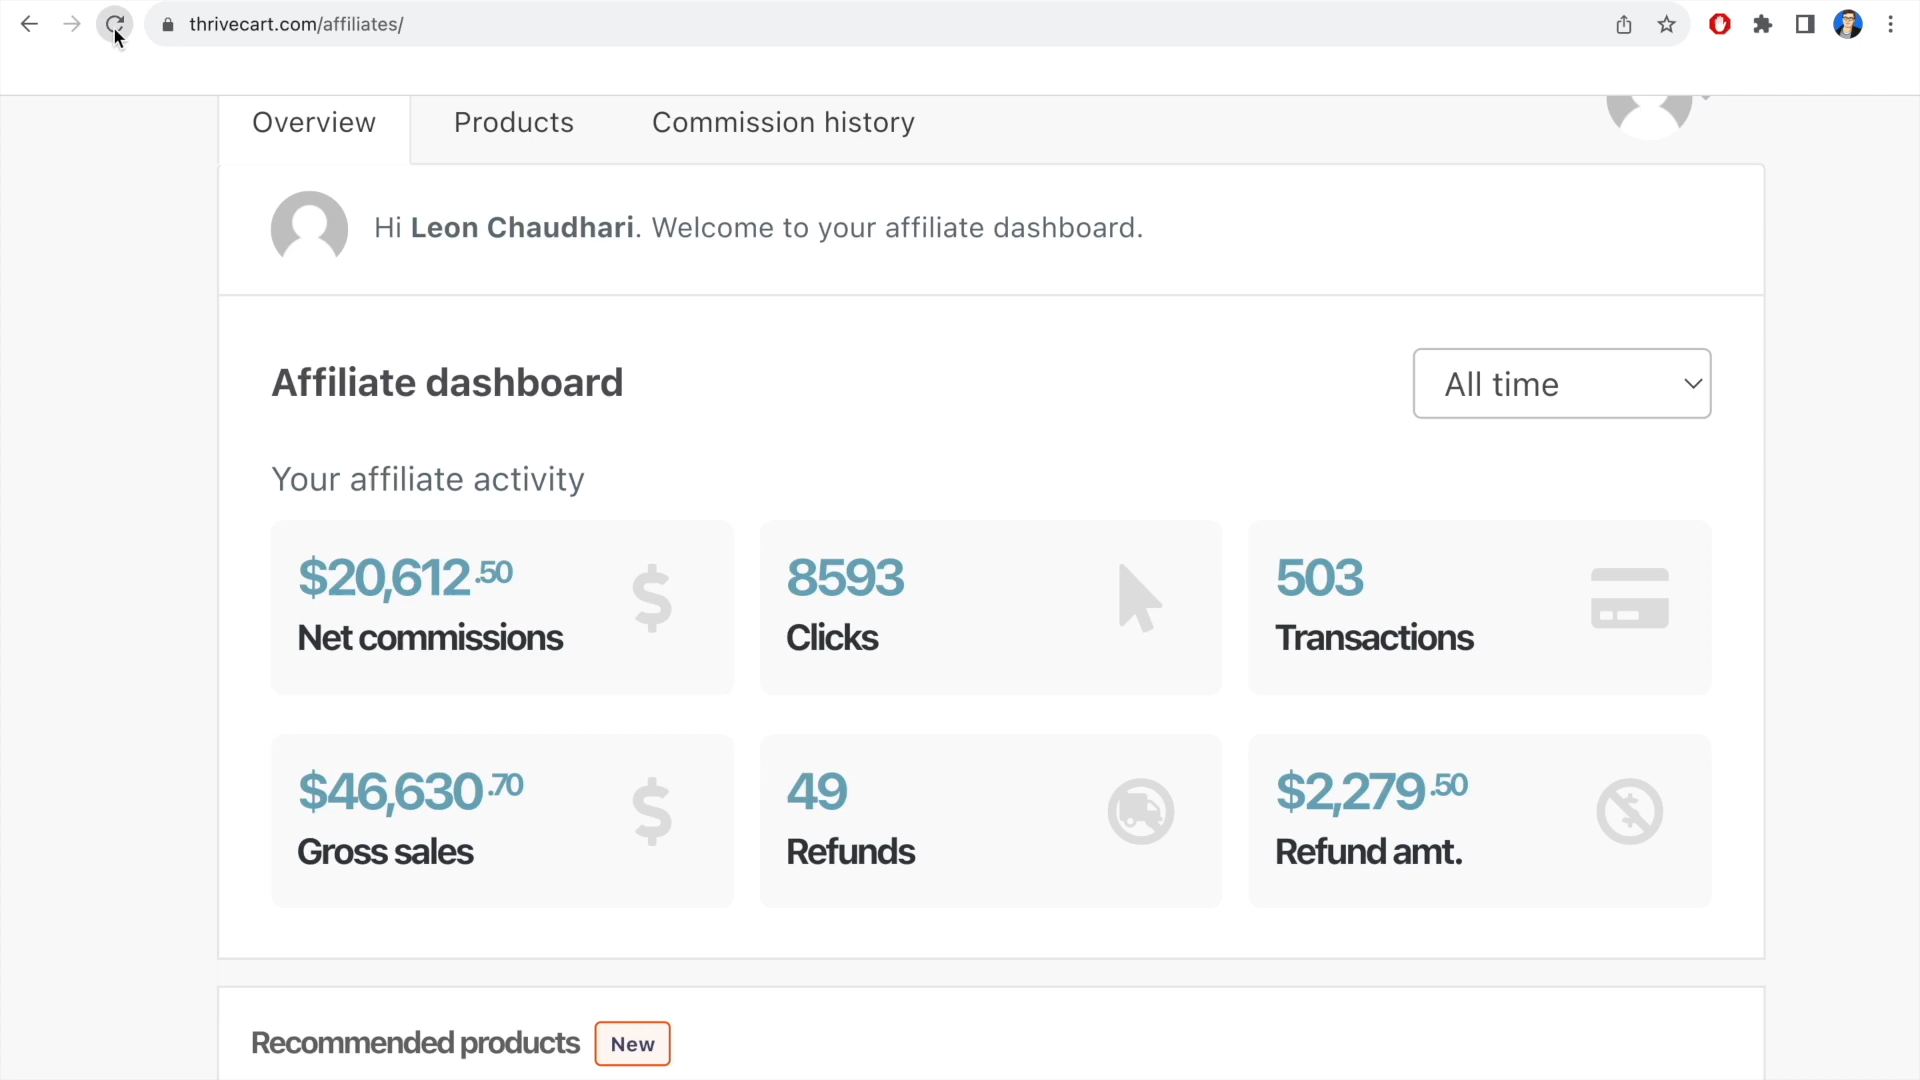 thrivecart.com/affiliates/
Overview Products Commission history
Hi Leon Chaudhari. Welcome to your affiliate dashboard.
Affiliate dashboard
All time
Your affiliate activity
$20,612.50
Net commissions
8593
Clicks
503
Transactions
$46,630.70
Gross sales
49
Refunds
$2,279.50
Refund amt.
Recommended products New